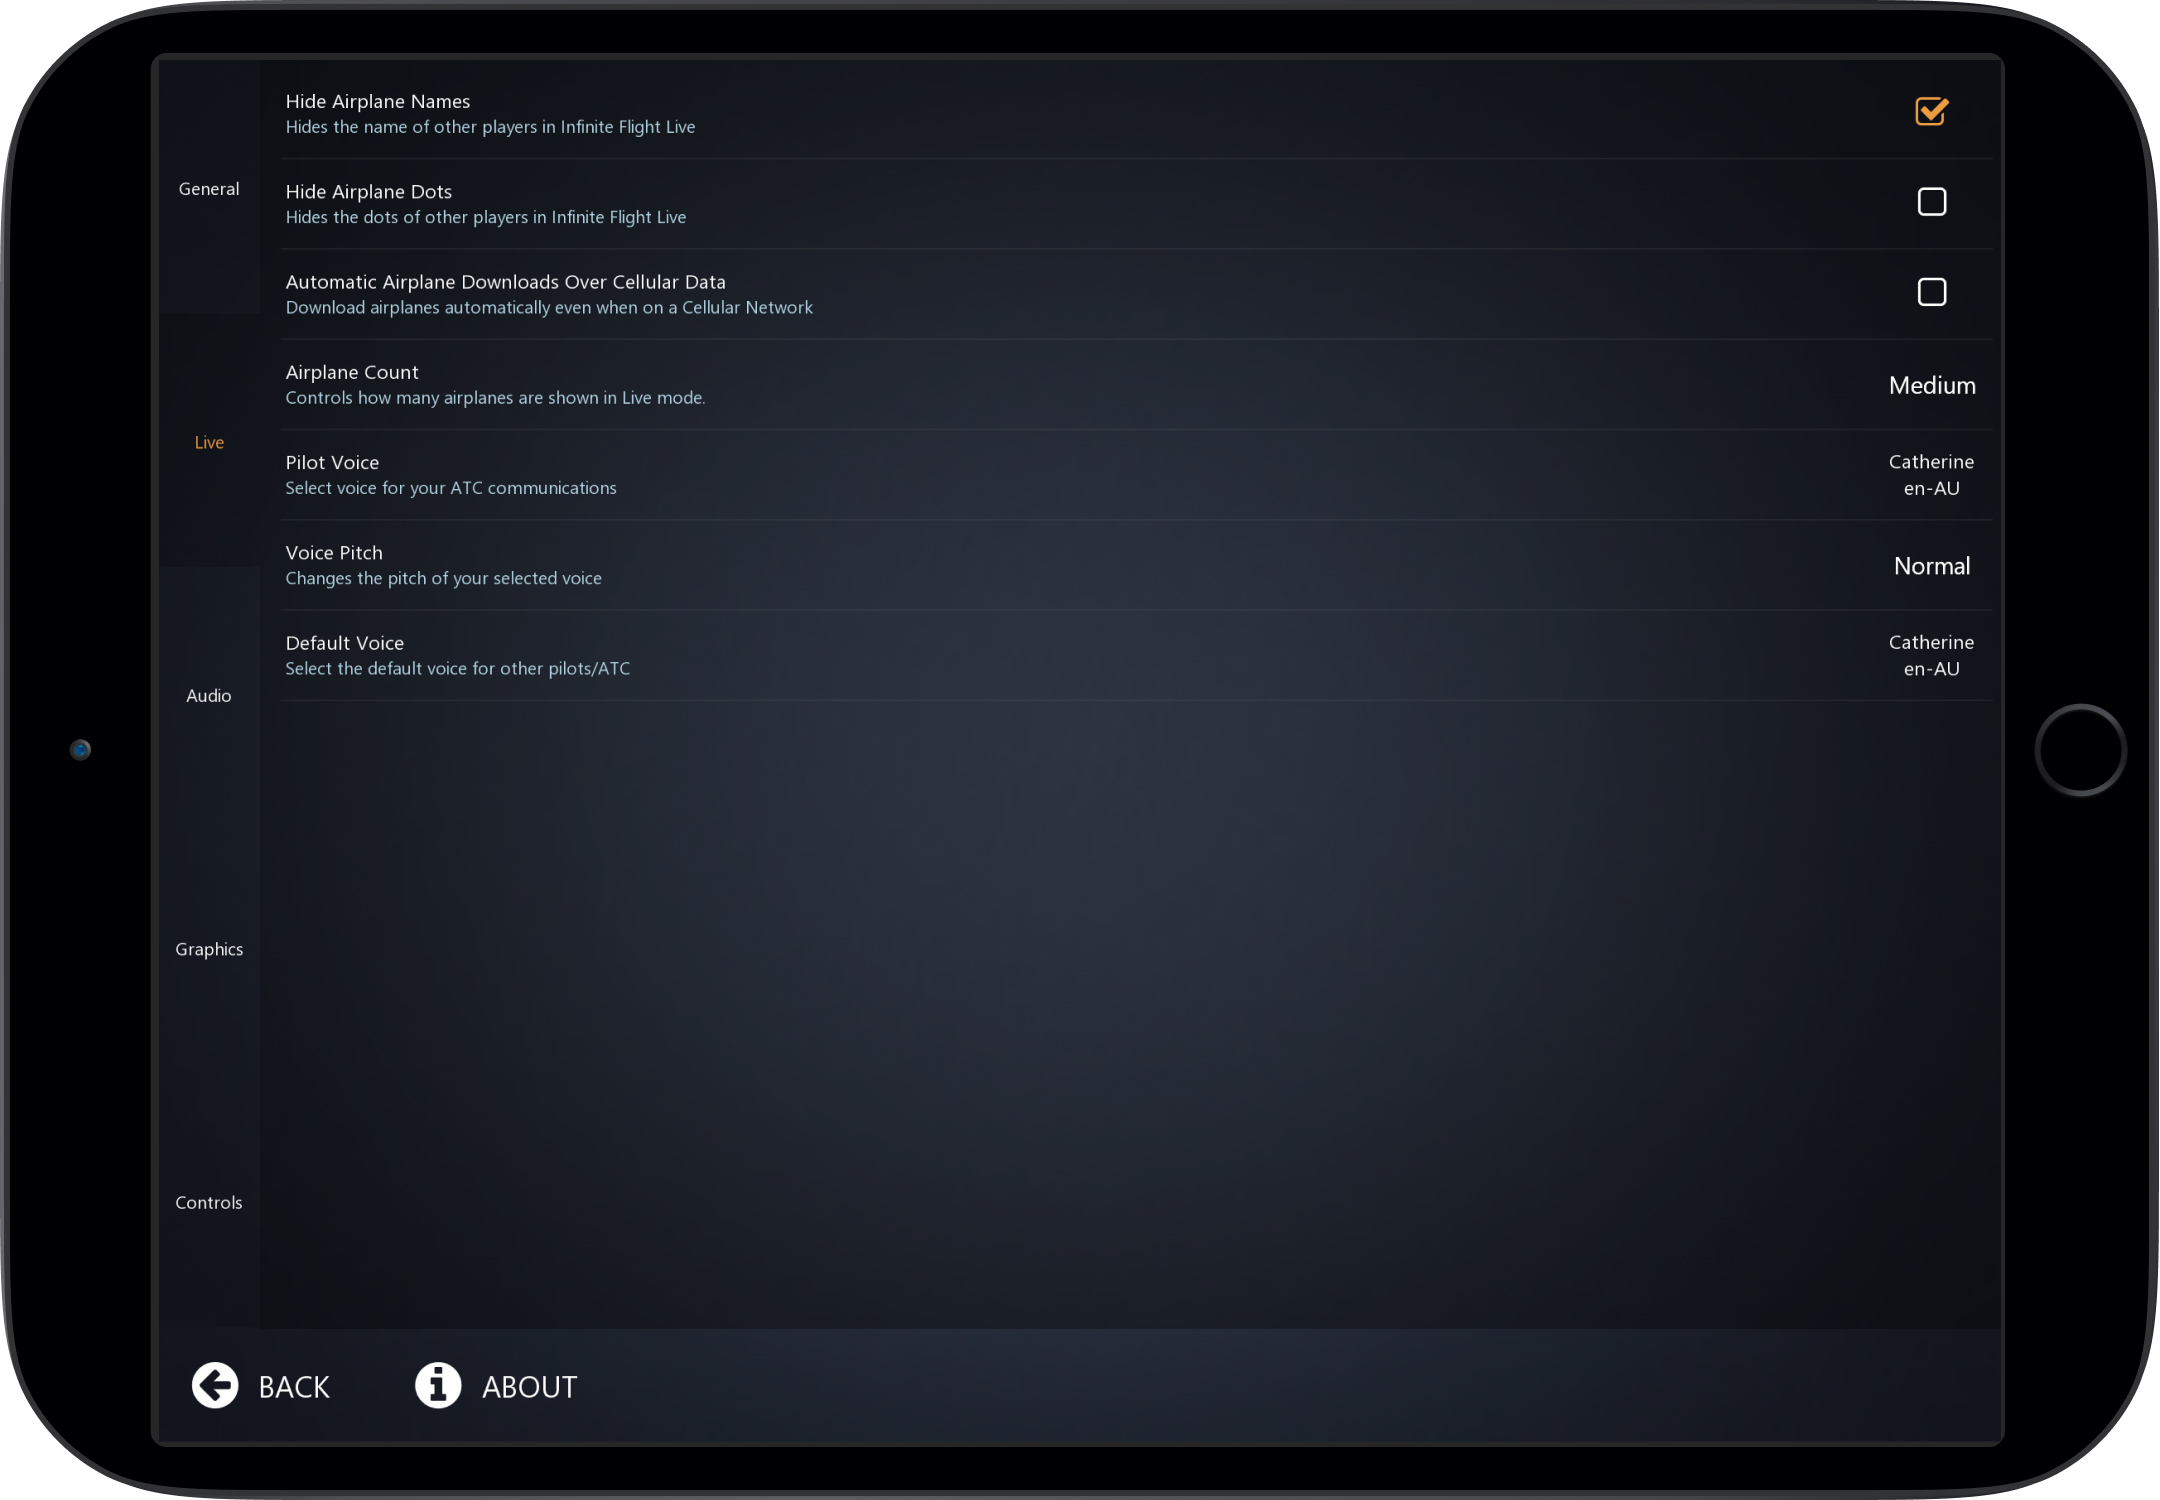 General
Live
Audio
Graphics
Controls
Hide Airplane Names
Hides the name of other players in Infinite Flight Live
Hide Airplane Dots
Hides the dots of other players in Infinite Flight Live
Automatic Airplane Downloads Over Cellular Data
Download airplanes automatically even when on a Cellular Network
Airplane Count
Controls how many airplanes are shown in Live mode.
Medium
Pilot Voice
Select voice for your ATC communications
Catherine
en-AU
Voice Pitch
Changes the pitch of your selected voice
Normal
Default Voice
Select the default voice for other pilots/ATC
Catherine
en-AU
BACK
ABOUT